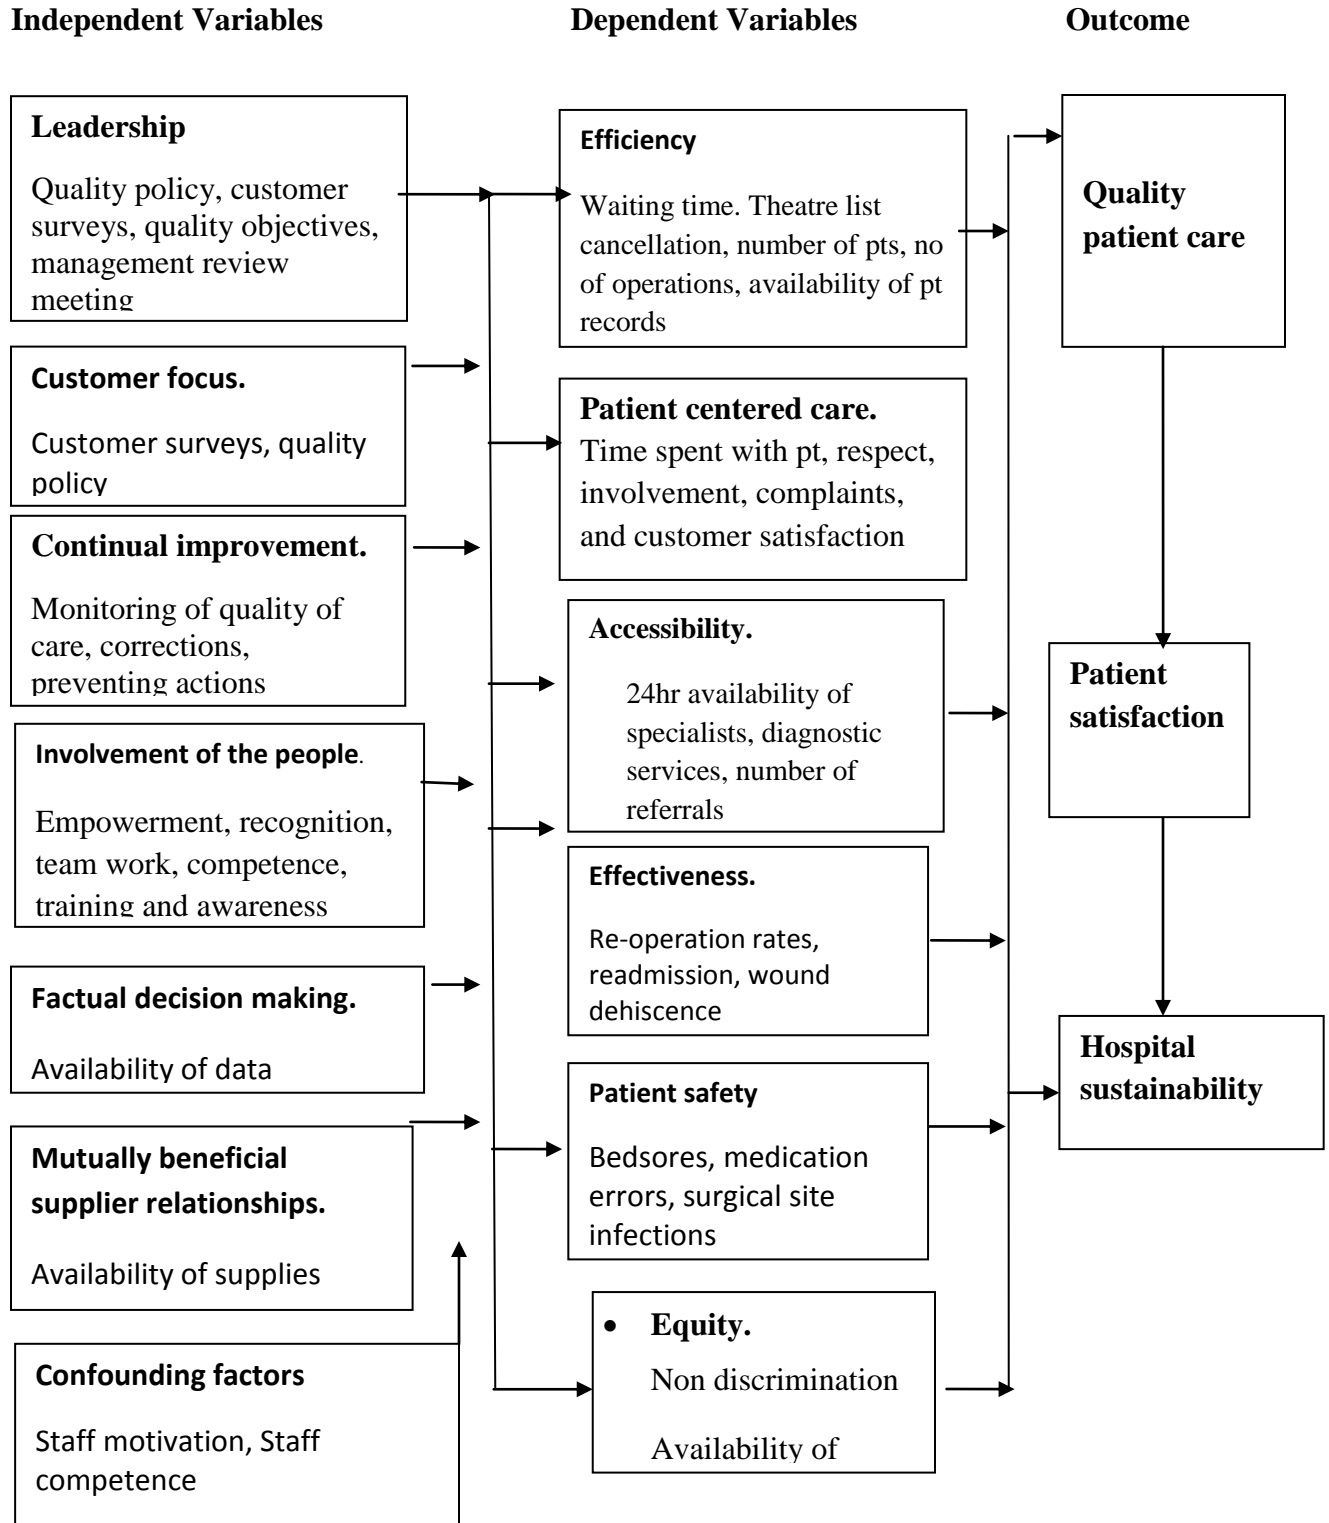 Independent Variables
Dependent Variables
Outcome
Leadership
Quality policy, customer
surveys, quality objectives,
management review
meeting
Customer focus.
Customer surveys, quality
policy
Continual improvement.
Monitoring of quality of
care, corrections,
preventing actions
Involvement of the people.
Empowerment, recognition,
team work, competence,
training and awareness
Factual decision making.
Availability of data
Mutually beneficial
supplier relationships.
Availability of supplies
Confounding factors
Staff motivation, Staff
competence
Efficiency
Waiting time. Theatre list
cancellation, number of pts, no
of operations, availability of pt
records
Patient centered care.
Time spent with pt, respect,
involvement, complaints,
and customer satisfaction
Accessibility.
24hr availability of
specialists, diagnostic
services, number of
referrals
Effectiveness.
Re-operation rates,
readmission, wound
dehiscence
Patient safety
Bedsores, medication
errors, surgical site
infections
• Equity.
Non discrimination
Availability of
Quality
patient care
Patient
satisfaction
Hospital
sustainability